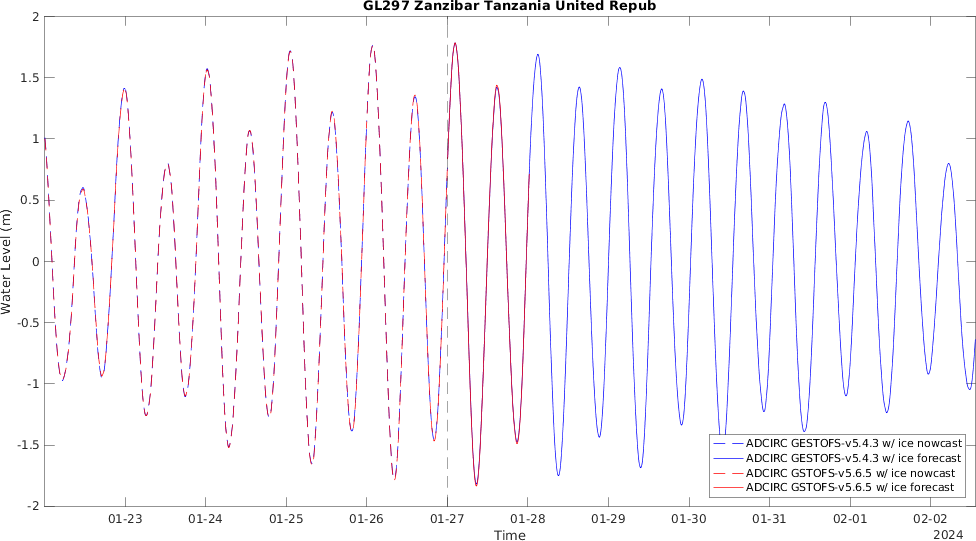 GL297 Zanzibar Tanzania United Repub
2
1.5
1
0.5
0
-0.5
-1
-1.5
-2
Water Level (m)
ADCIRC GESTOFS-v5.4.3 w/ ice nowcast
ADCIRC GESTOFS-v5.4.3 w/ ice forecast
ADCIRC GSTOFS-v5.6.5 w/ ice nowcast
ADCIRC GSTOFS-v5.6.5 w/ ice forecast
01-23 01-24 01-25 01-26 01-27 01-28 01-29 01-30 01-31 02-01 02-02
2024
Time